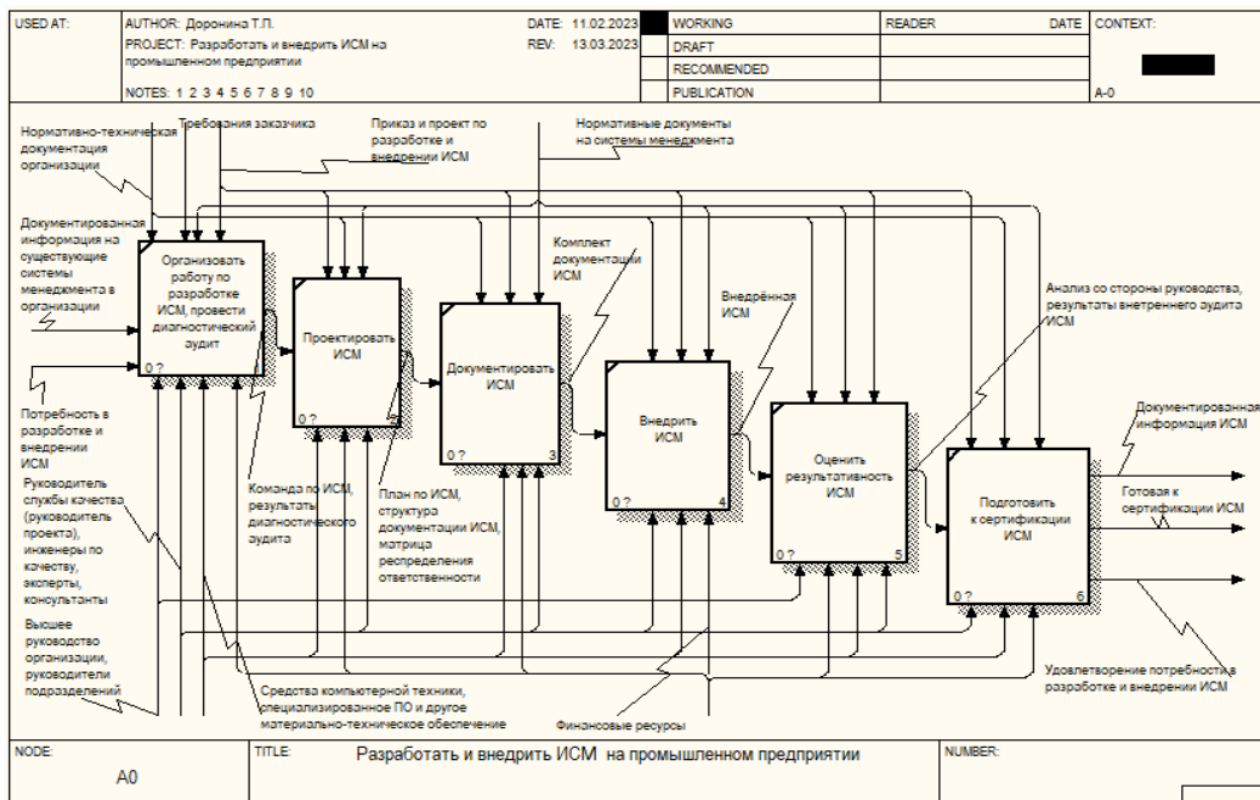 USED AT:
AUTHOR: Доронина Т.П.
DATE: 11.02.2023
PROJECT: Разработать и внедрить ИСМ на
промышленном предприятии
REV: 13.03.2023
NOTES: 1 2 3 4 5 6 7 8 9 10
WORKING
DRAFT
RECOMMENDED
PUBLICATION
READER
DATE
CONTEXT:
A-0
Нормативно-техническая
документация
организации
Требования заказчика
Приказ и проект по
разработке и
внедрении ИСМ
Нормативные документы
на системы менеджмента
Документированная
информация на
существующие
системы
менеджмента в
организации
Организовать
работу по
разработке
ИСМ, провести
диагностический
аудит
0 ?
1
Проектировать
ИСМ
0 ?
2
Комплект
документации
ИСМ
Документировать
ИСМ
0 ?
3
Внедрённая
ИСМ
Внедрить
ИСМ
0 ?
4
Анализ со стороны руководства,
результаты внетреннего аудита
ИСМ
Оценить
результативность
ИСМ
0 ?
5
Подготовить
к сертификации
ИСМ
0 ?
6
Документированная
информация ИСМ
Готовая к
сертификации ИСМ
Удовлетворение потребности в
разработке и внедрении ИСМ
Потребность в
разработке и
внедрении
ИСМ
Руководитель
службы качества
(руководитель
проекта),
инженеры по
качеству,
эксперты,
консультанты
Высшее
руководство
организации,
руководители
подразделений
Команда по ИСМ,
результаты
диагностического
аудита
План по ИСМ,
структура
документации ИСМ,
матрица
респределения
ответственности
Средства компьютерной техники,
специализированное ПО и другое
материально-техническое обеспечение
Финансовые ресурсы
NODE:
A0
TITLE:
Разработать и внедрить ИСМ на промышленном предприятии
NUMBER: